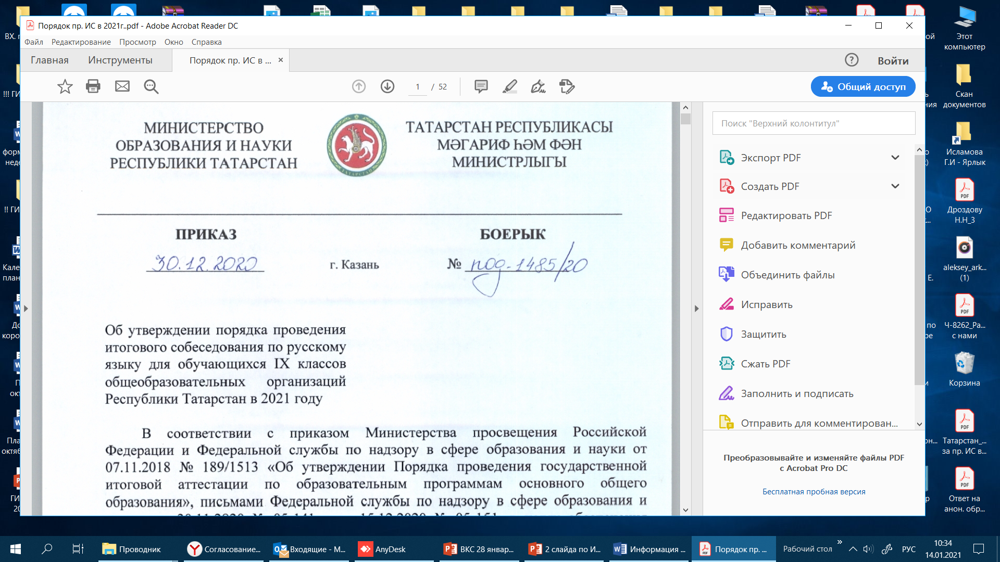 Порядок пр. ИС в 2021г..pdf - Adobe Acrobat Reader DC
Файл Редактирование Просмотр Окно Справка
Главная Инструменты Порядок пр. ИС в ... Войти
1 / 52 Общий доступ
МИНИСТЕРСТВО
ОБРАЗОВАНИЯ И НАУКИ
РЕСПУБЛИКИ ТАТАРСТАН
ТАТАРСТАН РЕСПУБЛИКАСЫ
МӘГАРИФ ҺӘМ ФӘН
МИНИСТРЛЫГЫ
ПРИКАЗ
БОЕРЫК
30.12.2020
г. Казань
№ под-1485/20
Об утверждении порядка проведения
итогового собеседования по русскому
языку для обучающихся IX классов
общеобразовательных организаций
Республики Татарстан в 2021 году
В соответствии с приказом Министерства просвещения Российской
Федерации и Федеральной службы по надзору в сфере образования и науки от
07.11.2018 № 189/1513 «Об утверждении Порядка проведения государственной
итоговой аттестации по образовательным программам основного общего
образования», письмами Федеральной службы по надзору в сфере образования и
Поиск "Верхний колонтитул"
Экспорт PDF
Создать PDF
Редактировать PDF
Добавить комментарий
Объединить файлы
Исправить
Защитить
Сжать PDF
Заполнить и подписать
Отправить для комментирован...
Преобразовывайте и изменяйте файлы PDF
с Acrobat Pro DC
Бесплатная пробная версия
Этот
компьютер
Скан
документов
Исламова
Г.И - Ярлык
Дроздову
Н.Н_3
aleksey_ark...
(1)
Ч-8262_Ра...
с нами
Корзина
Татарстан_...
за пр. ИС в...
Ответ на
анон. обр...
Проводник
Согласование...
Входящие - М...
AnyDesk
ВКС 28 январ...
2 слайда по И...
Информация ...
Порядок пр. ...
Рабочий стол
РУС
10:34
14.01.2021